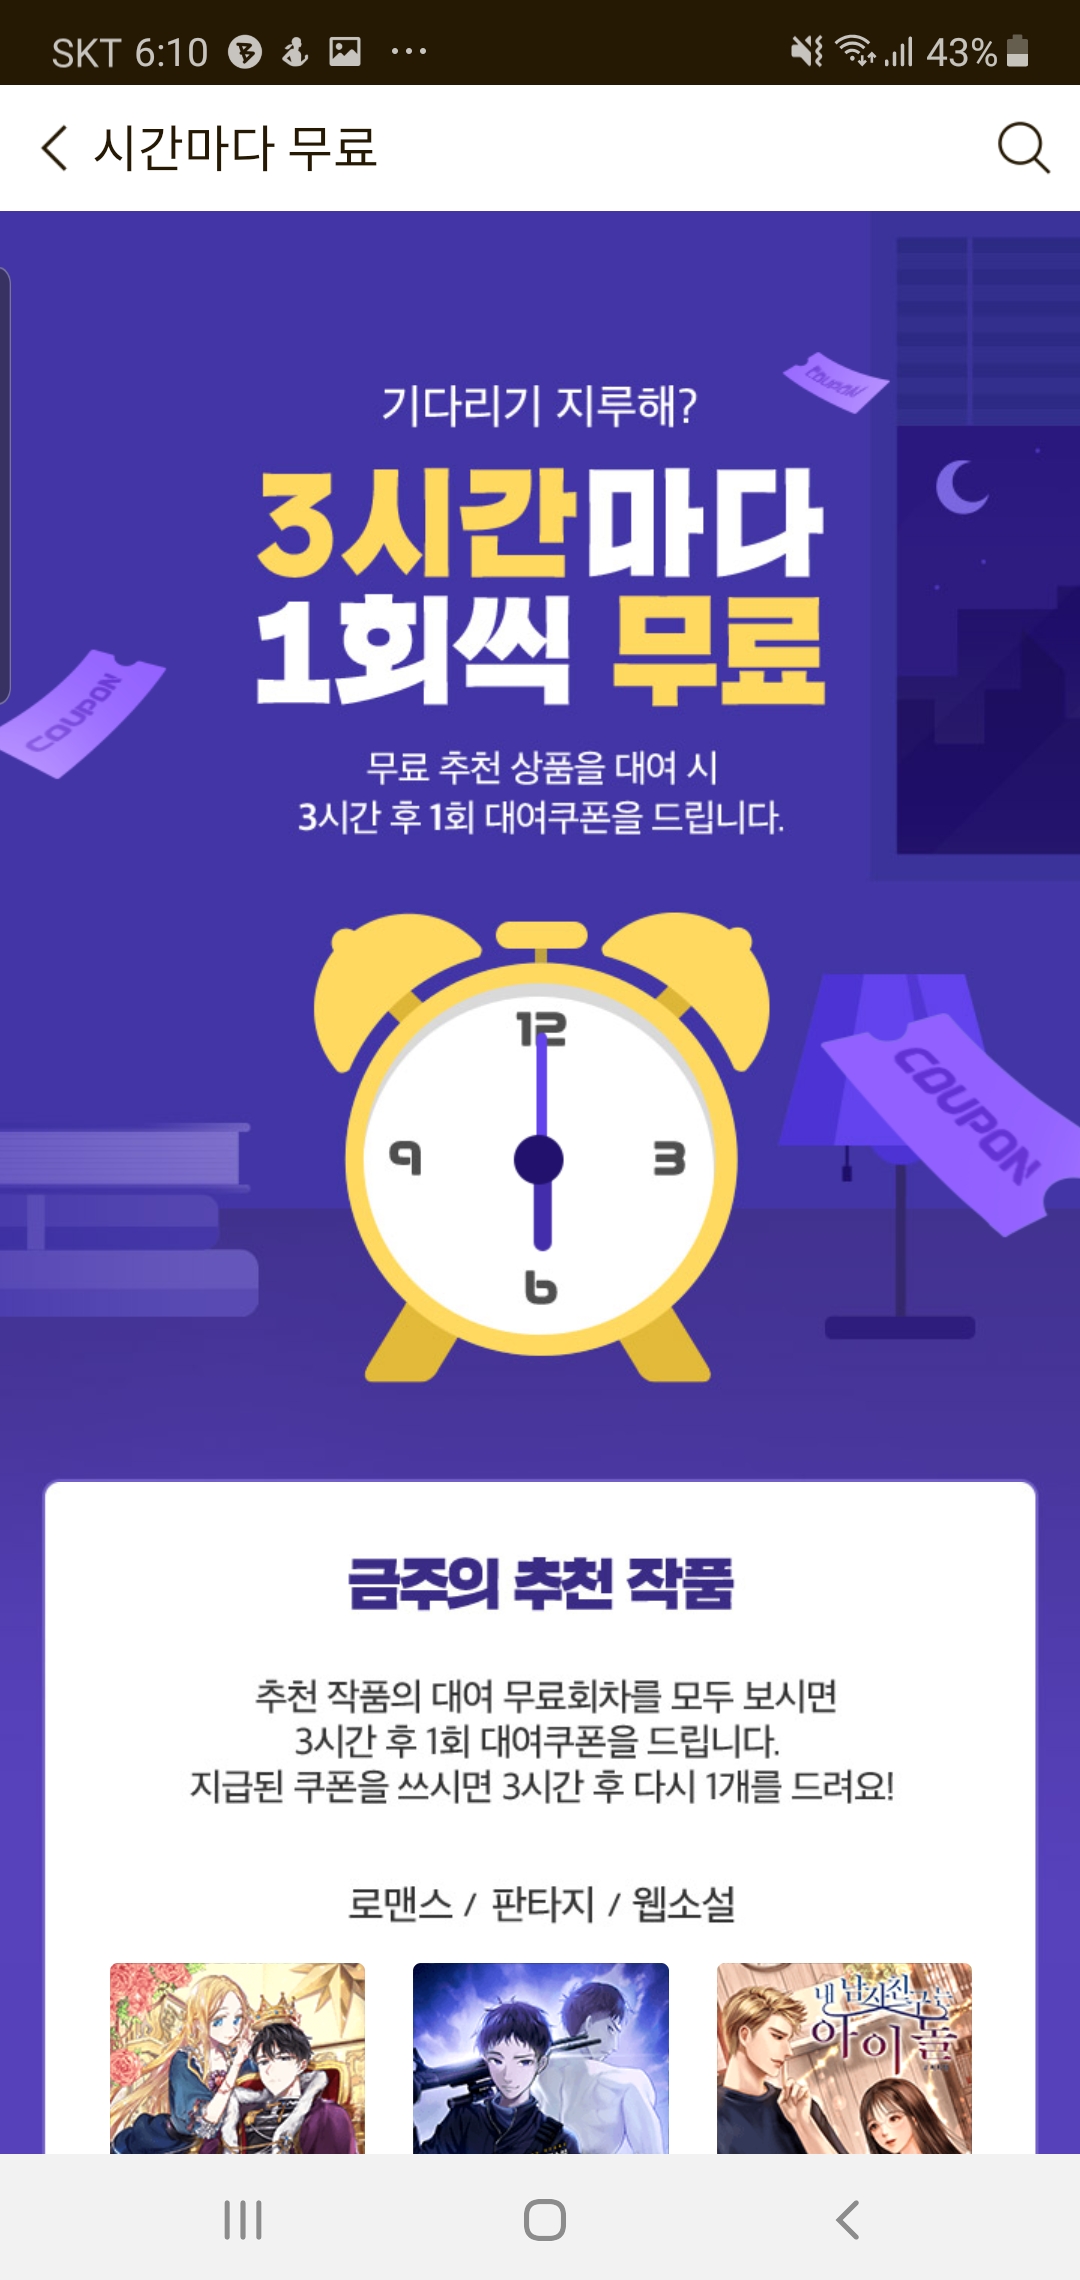 SKT 6:10
43%
시간마다 무료
기다리기 지루해?
COUPON
3시간마다
1회씩 무료
COUPON
무료 추천 상품을 대여 시
3시간 후 1회 대여쿠폰을 드립니다.
12
9
3
6
COUPON
금주의 추천 작품
추천 작품의 대여 무료회차를 모두 보시면
3시간 후 1회 대여쿠폰을 드립니다.
지급된 쿠폰을 쓰시면 3시간 후 다시 1개를 드려요!
로맨스 / 판타지 / 웹소설
내 남자친구는
아이돌